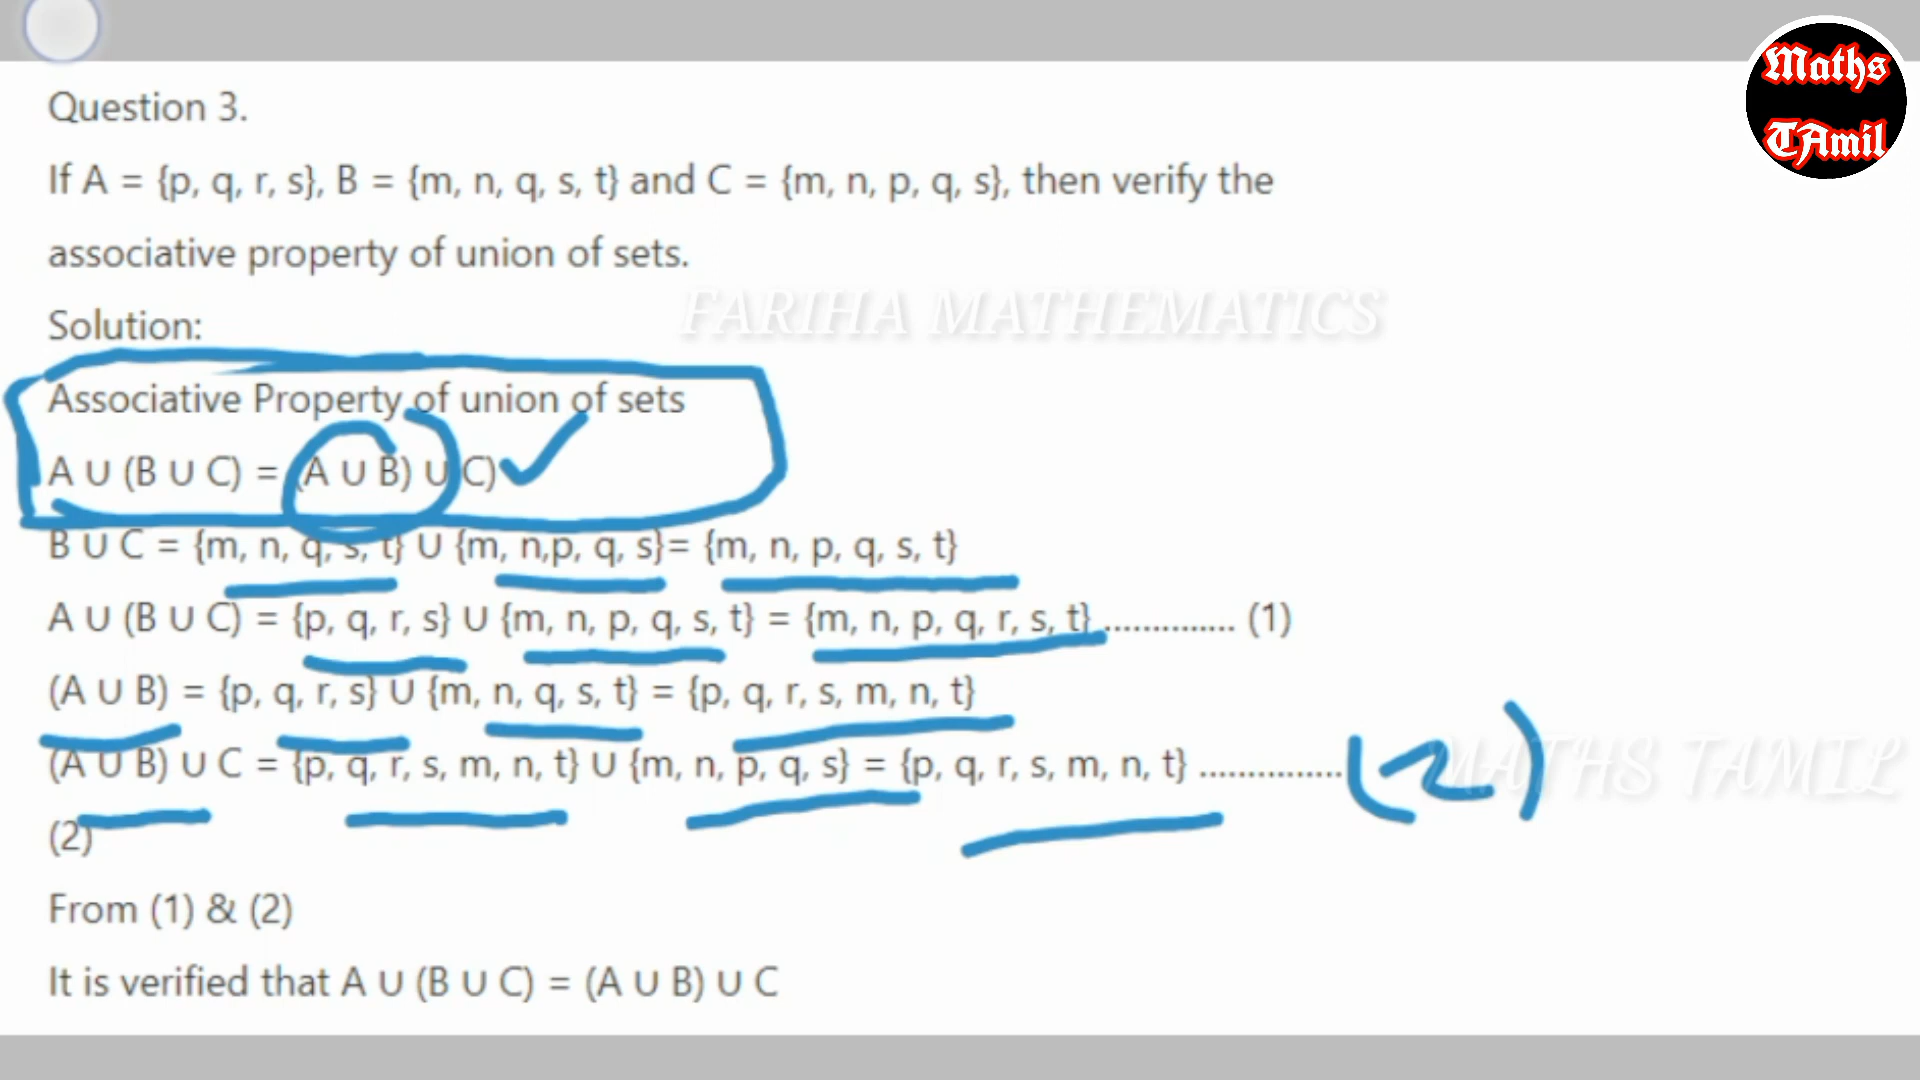 Maths
TAmil
Question 3.
If A = {p, q, r, s}, B = {m, n, q, s, t} and C = {m, n, p, q, s}, then verify the
associative property of union of sets.
FARIHA MATHEMATICS
Solution:
Associative Property of union of sets
A ∪ (B ∪ C) = (A ∪ B) ∪ C)
B ∪ C = {m, n, q, s, t} ∪ {m, n,p, q, s}= {m, n, p, q, s, t}
A ∪ (B ∪ C) = {p, q, r, s} ∪ {m, n, p, q, s, t} = {m, n, p, q, r, s, t} .............. (1)
(A ∪ B) = {p, q, r, s} ∪ {m, n, q, s, t} = {p, q, r, s, m, n, t}
(A ∪ B) ∪ C = {p, q, r, s, m, n, t} ∪ {m, n, p, q, s} = {p, q, r, s, m, n, t} ............... (2)
MATHS TAMIL
(2)
From (1) & (2)
It is verified that A ∪ (B ∪ C) = (A ∪ B) ∪ C